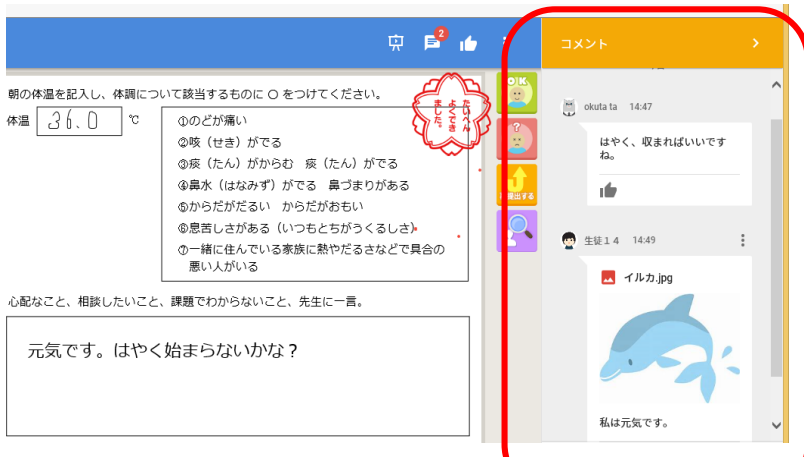 2
コメント
朝の体温を記入し、体調について該当するものに ○ をつけてください。
体温 36.0 ℃
①のどが痛い
②咳（せき）がでる
③痰（たん）がからむ 痰（たん）がでる
④鼻水（はなみず）がでる 鼻づまりがある
⑤からだがだるい からだがおもい
⑥息苦しさがある（いつもとちがうくるしさ）
⑦一緒に住んでいる家族に熱やだるさなどで具合の
悪い人がいる
たいへん
よくでき
ました。
OK
?
心配なこと、相談したいこと、課題でわからないこと、先生に一言。
元気です。はやく始まらないかな？
okuta ta 14:47
はやく、収まればいいです
ね。
生徒１４ 14:49
イルカ.jpg
私は元気です。